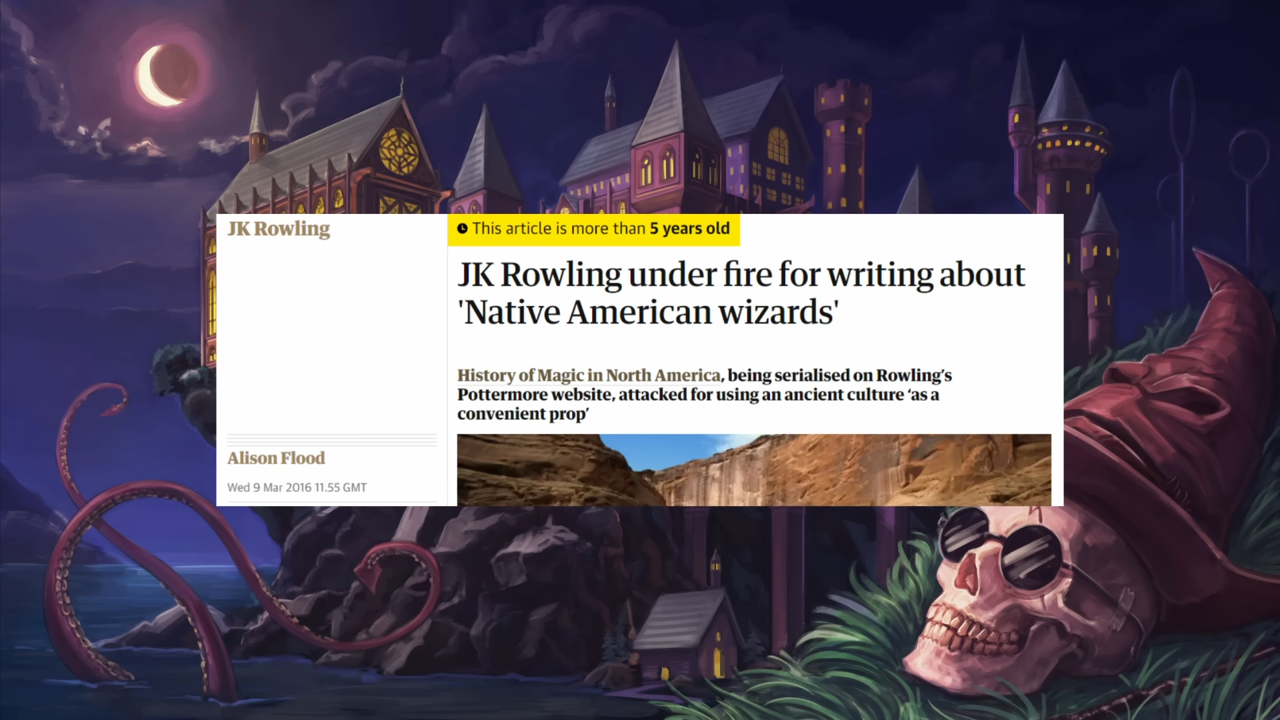 JK Rowling
This article is more than 5 years old
JK Rowling under fire for writing about
'Native American wizards'
History of Magic in North America, being serialised on Rowling’s
Pottermore website, attacked for using an ancient culture ‘as a
convenient prop’
Alison Flood
Wed 9 Mar 2016 11.55 GMT